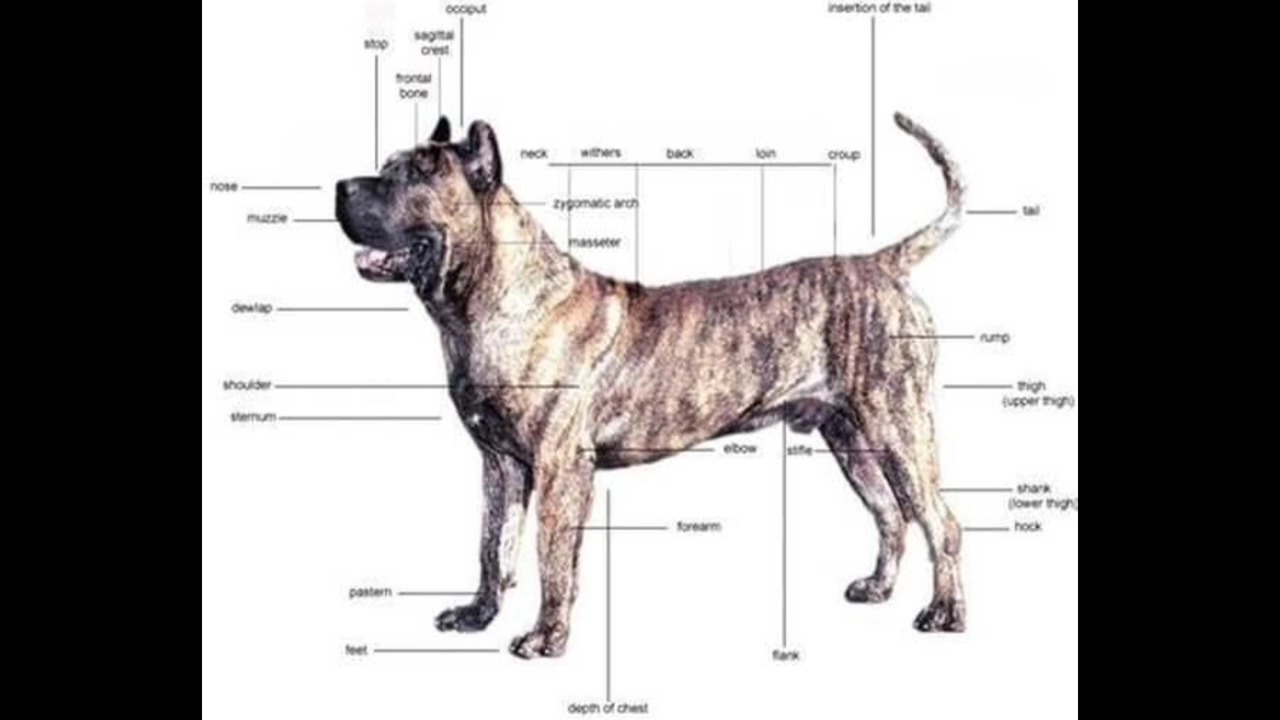 occiput
insertion of the tail
sagittal
crest
stop
frontal
bone
neck
withers
back
loin
croup
nose
zygomatic arch
muzzle
tail
masseter
dewlap
rump
shoulder
thigh
(upper thigh)
sternum
elbow
stifle
shank
(lower thigh)
forearm
hock
pastern
feet
flank
depth of chest